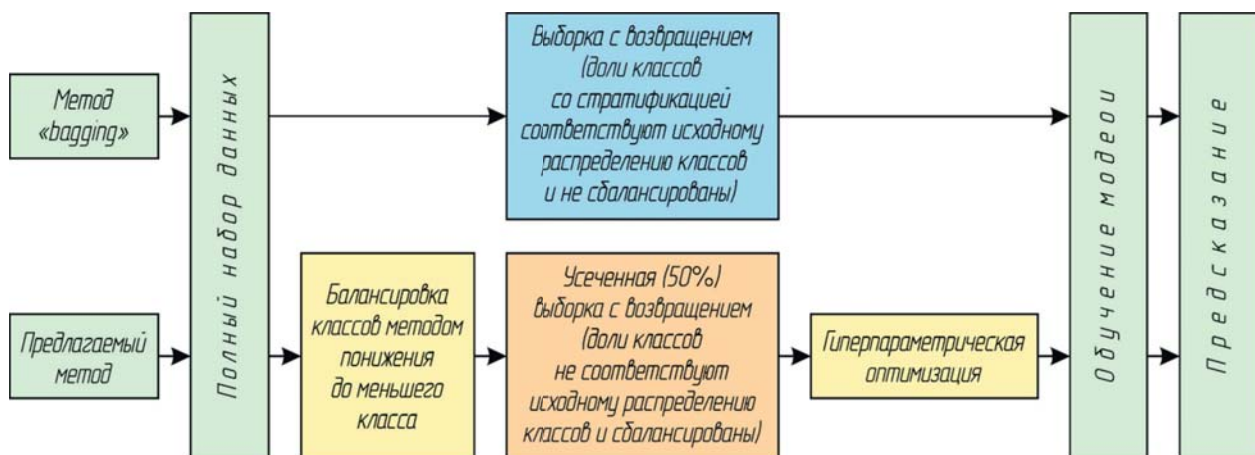 Метод
«bagging»
Полный набор данных
Выборка с возвращением
(доли классов
со стратификацией
соответствуют исходному
распределению классов
и не сбалансированы)
Обучение модеои
Предсказание
Предлагаемый
метод
Балансировка
классов методом
понижения
до меньшего
класса
Усеченная (50%)
выборка с возвращением
(доли классов
не соответствуют
исходному распределению
классов и сбалансированы)
Гиперпараметрическая
оптимизация